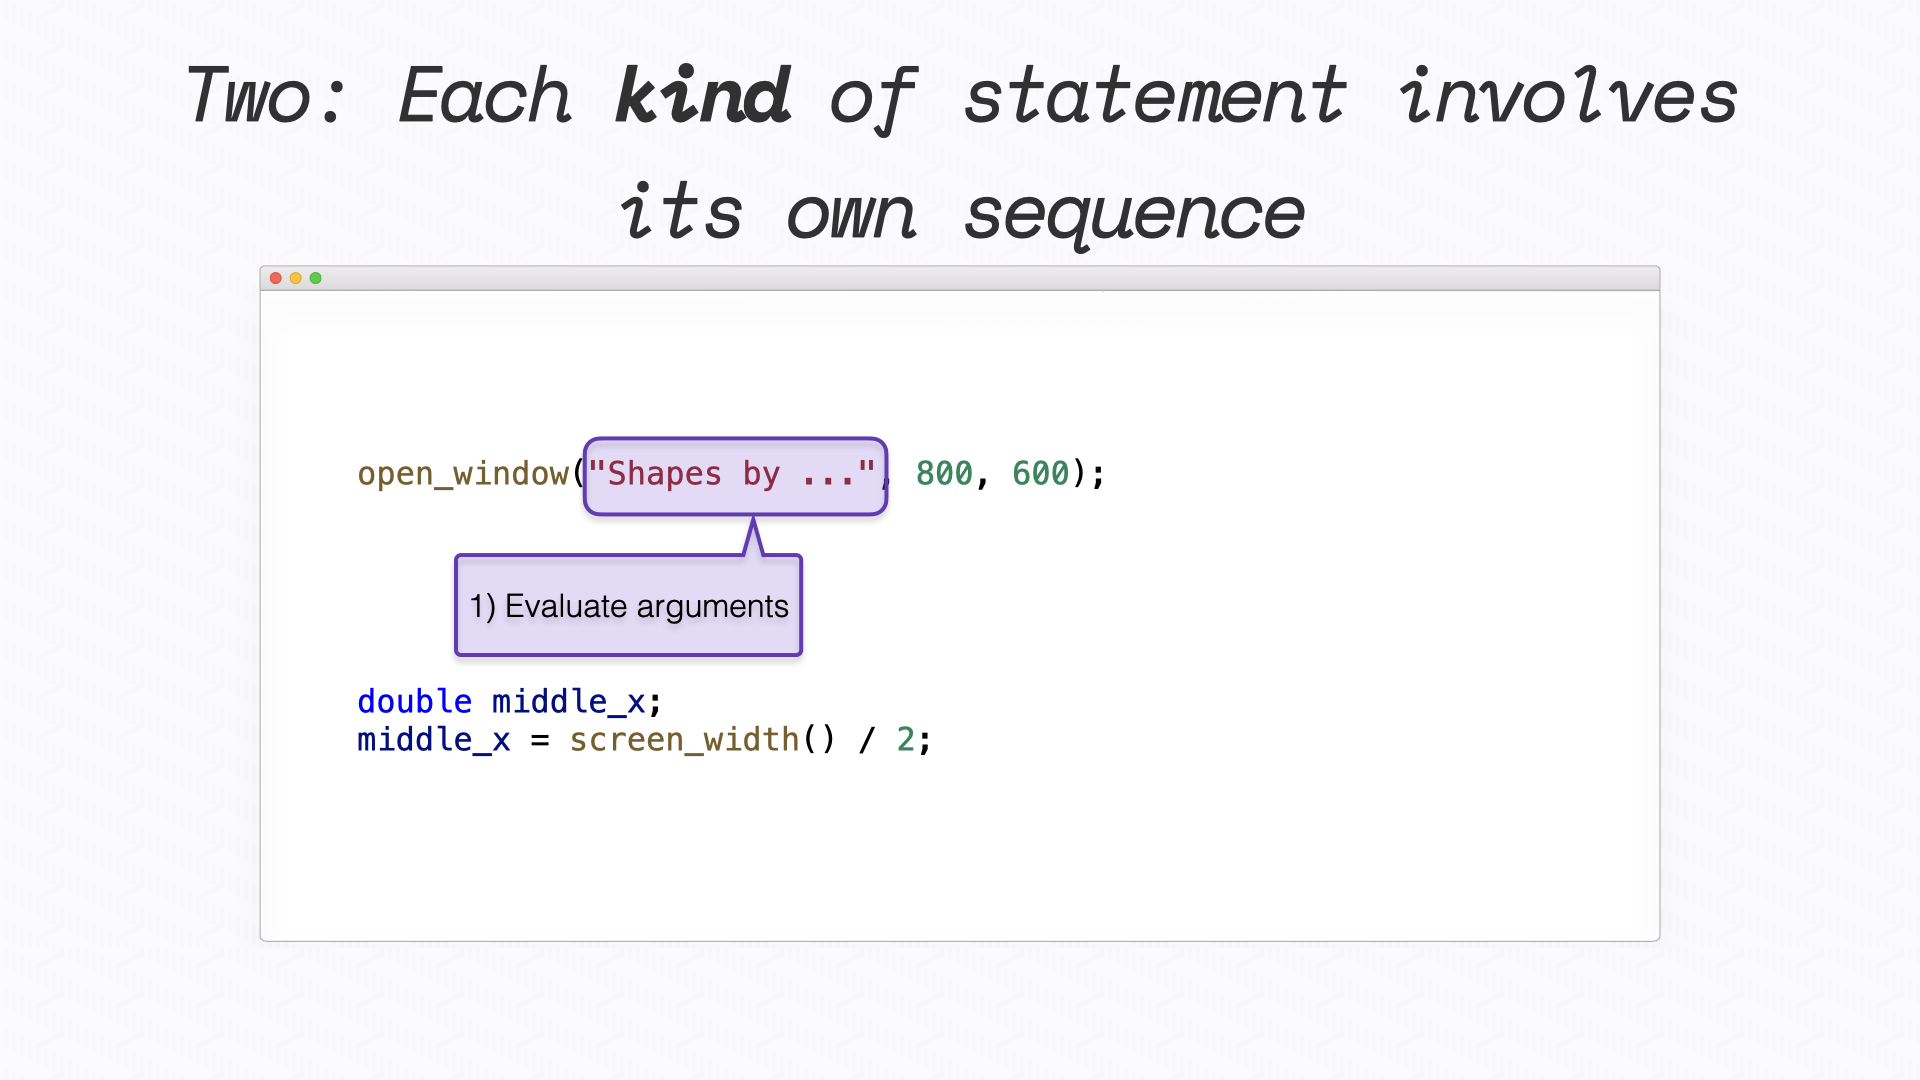 Two: Each kind of statement involves
its own sequence
open_window("Shapes by ...", 800, 600);
1) Evaluate arguments
double middle_x;
middle_x = screen_width() / 2;